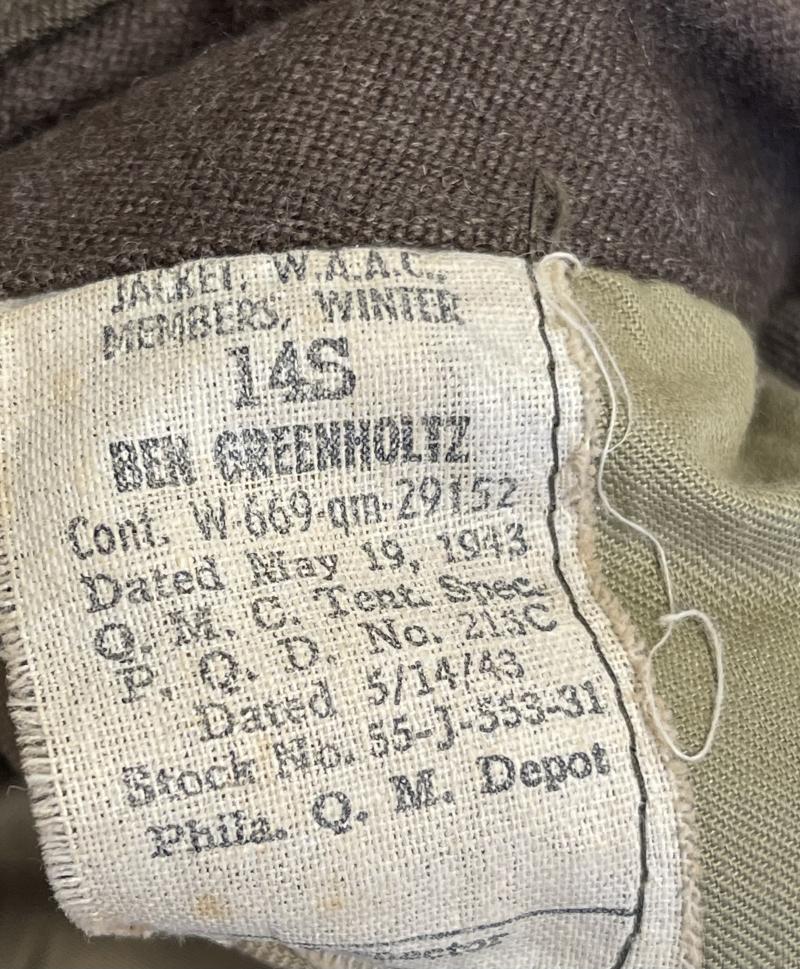 JACKET, W.A.A.C.,
MEMBERS, WINTER
14S
BEN GREENHOLTZ
Cont. W-669-qm-29152
Dated May 19, 1943
Q. M. C. Tent. Spec.
P. Q. D. No. 213C
Dated 5/14/43
Stock No. 55-J-553-31
Phila. Q. M. Depot